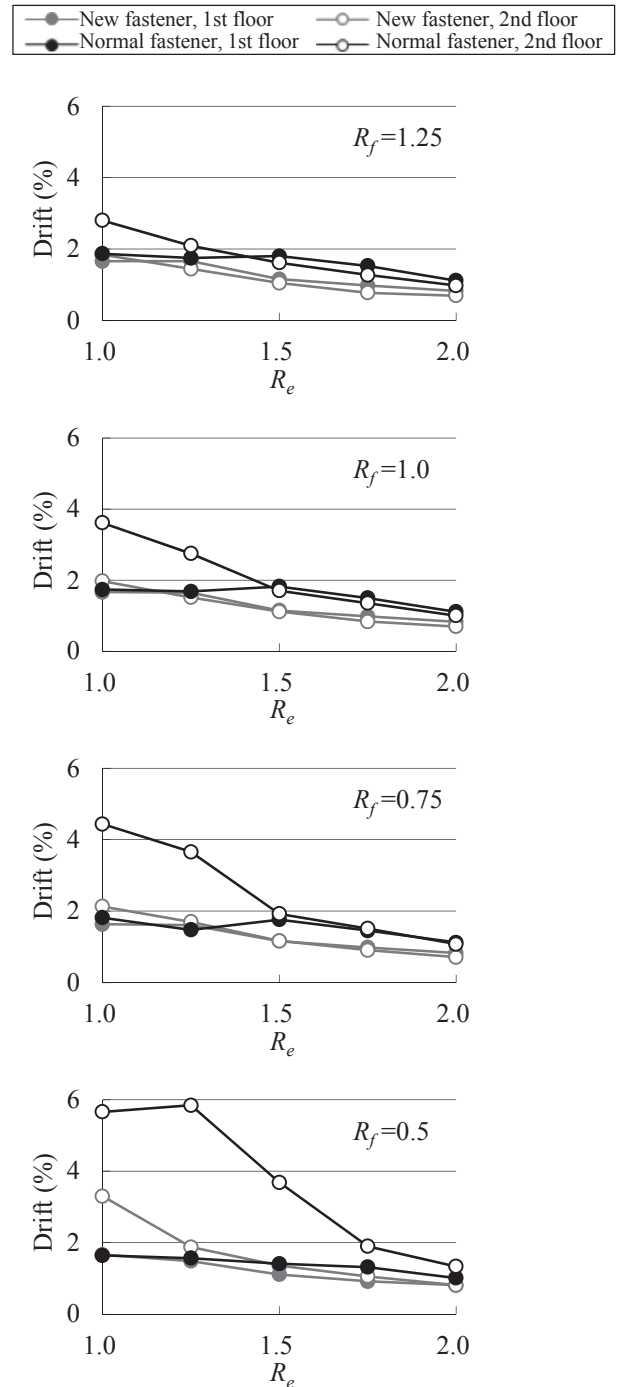 New fastener, 1st floor New fastener, 2nd floor
Normal fastener, 1st floor Normal fastener, 2nd floor
6
R_f=1.25
4
Drift (%)
2
0
1.0 1.5 2.0
R_e
6
R_f=1.0
4
Drift (%)
2
0
1.0 1.5 2.0
R_e
6
R_f=0.75
4
Drift (%)
2
0
1.0 1.5 2.0
R_e
6
R_f=0.5
4
Drift (%)
2
0
1.0 1.5 2.0
R_e